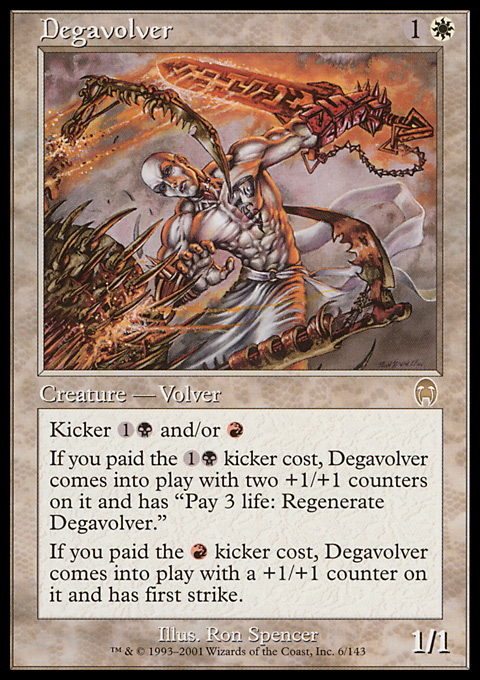 Degavolver 1
Creature — Volver
Kicker 1 and/or
If you paid the 1 kicker cost, Degavolver
comes into play with two +1/+1 counters
on it and has “Pay 3 life: Regenerate
Degavolver.”
If you paid the kicker cost, Degavolver
comes into play with a +1/+1 counter on
it and has first strike.
Illus. Ron Spencer
1/1
™ & © 1993–2001 Wizards of the Coast, Inc. 6/143